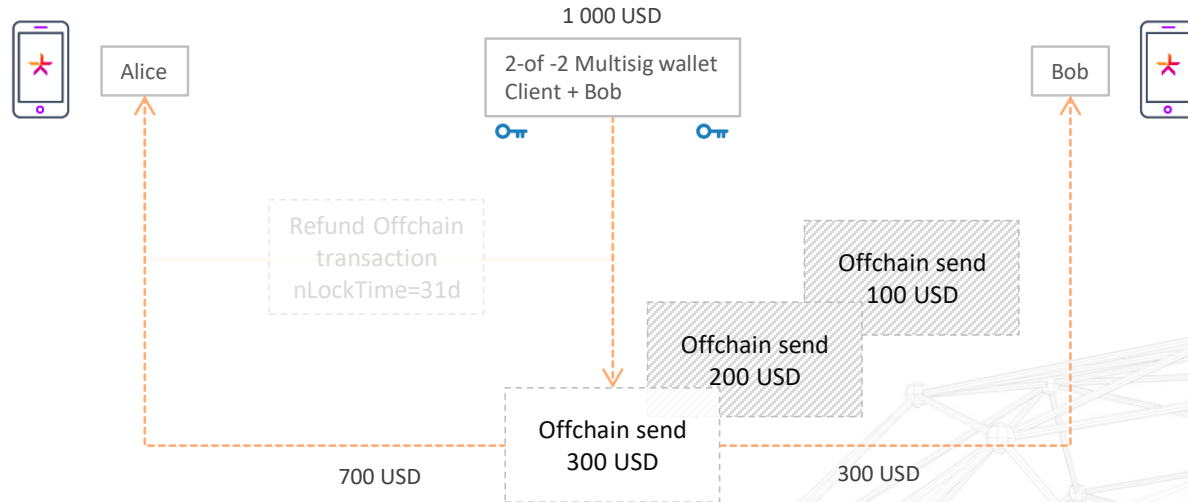 1 000 USD
Alice
2-of -2 Multisig wallet
Client + Bob
Bob
Refund Offchain
transaction
nLockTime=31d
Offchain send
100 USD
Offchain send
200 USD
Offchain send
300 USD
700 USD
300 USD